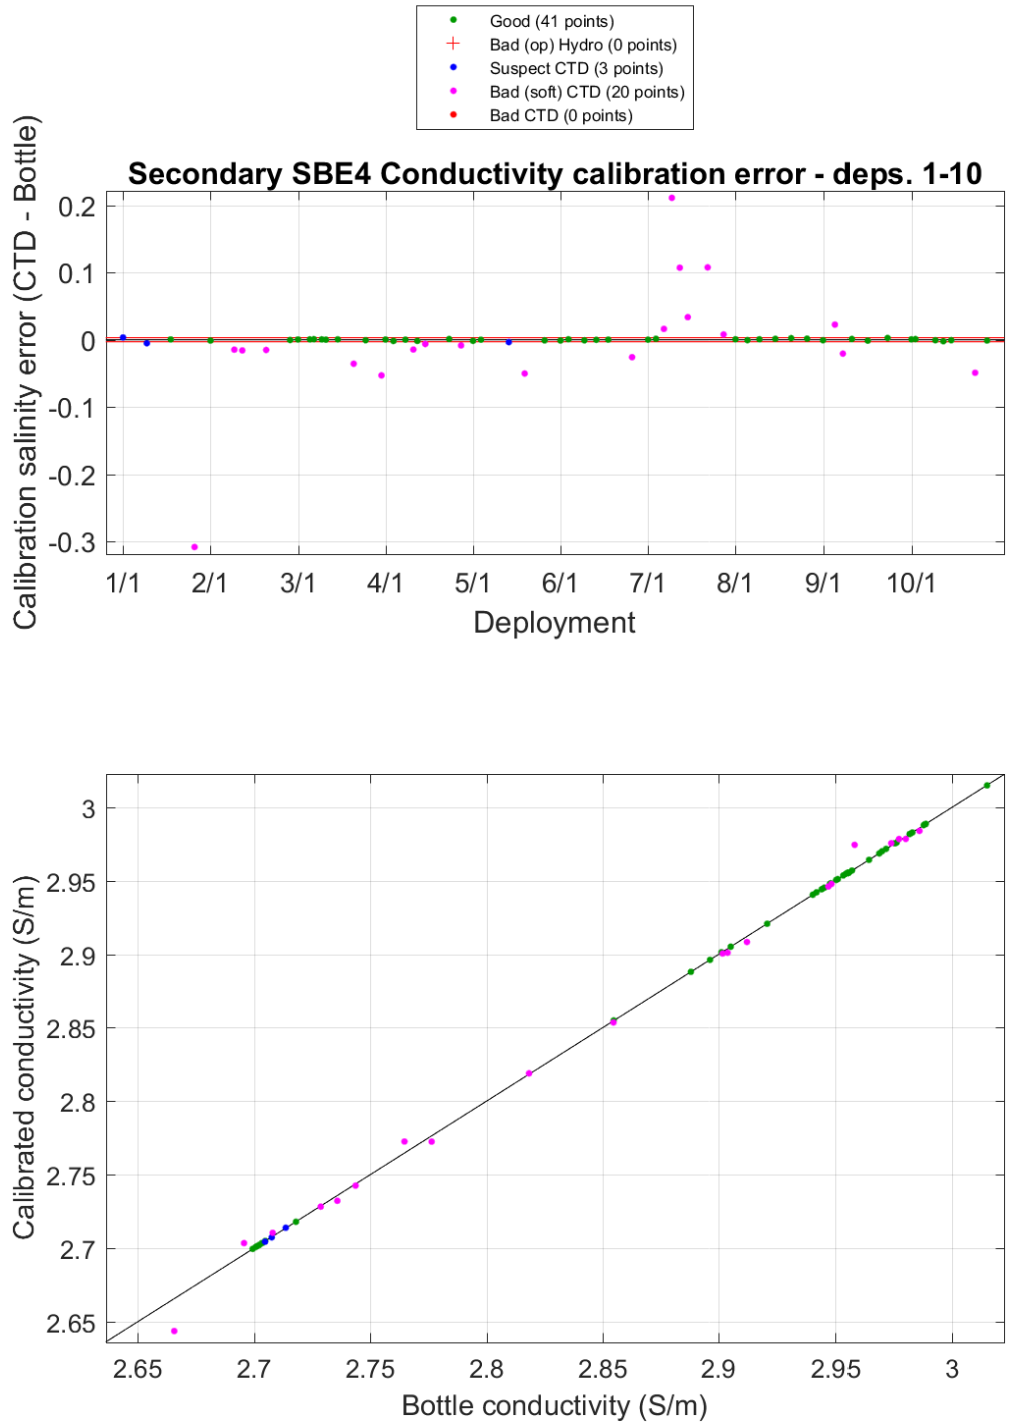 Good (41 points)
Bad (op) Hydro (0 points)
Suspect CTD (3 points)
Bad (soft) CTD (20 points)
Bad CTD (0 points)
Secondary SBE4 Conductivity calibration error - deps. 1-10
Calibration salinity error (CTD - Bottle)
0.2
0.1
0
-0.1
-0.2
-0.3
1/1 2/1 3/1 4/1 5/1 6/1 7/1 8/1 9/1 10/1
Deployment
Calibrated conductivity (S/m)
3
2.95
2.9
2.85
2.8
2.75
2.7
2.65
2.65 2.7 2.75 2.8 2.85 2.9 2.95 3
Bottle conductivity (S/m)